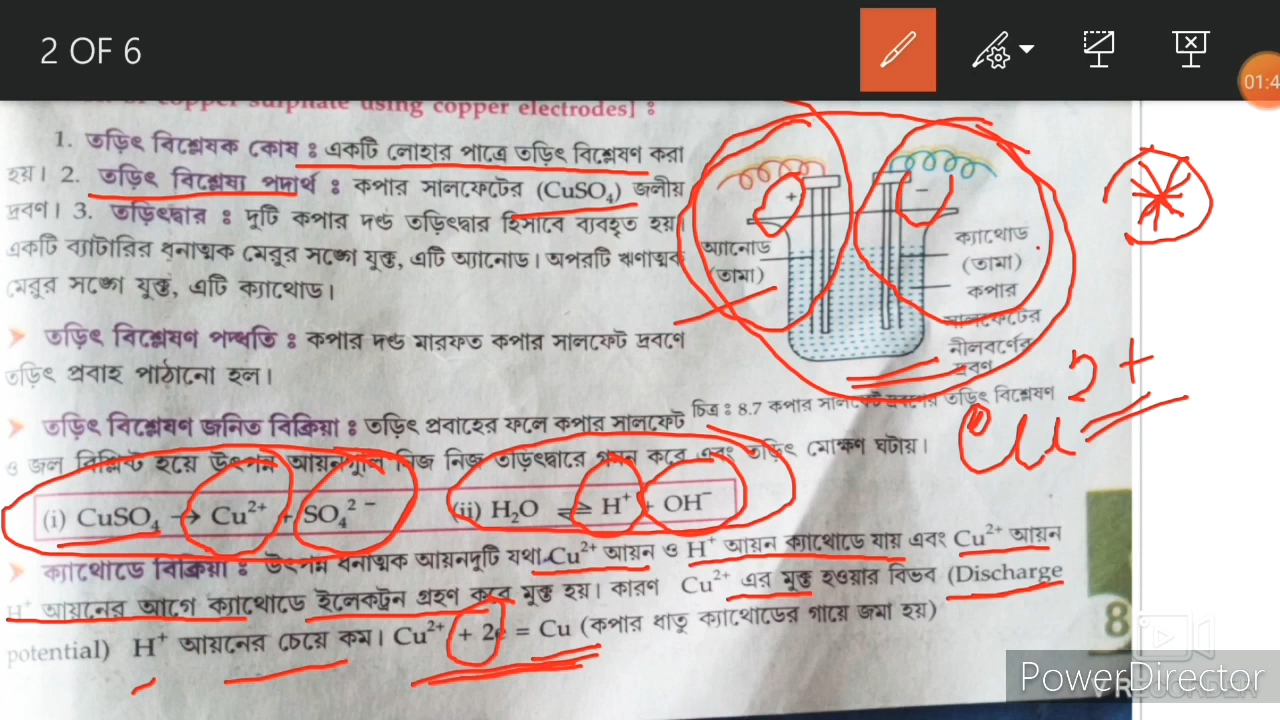 2 OF 6
01:4
of copper sulphate using copper electrodes] :
1. তড়িৎ বিশ্লেষক কোষ : একটি লোহার পাত্রে তড়িৎ বিশ্লেষণ করা
হয়। 2. তড়িৎ বিশ্লেষ্য পদার্থ : কপার সালফেটের (CuSO₄) জলীয়
দ্রবণ। 3. তড়িৎদ্বার : দুটি কপার দণ্ড তড়িৎদ্বার হিসাবে ব্যবহৃত হয়।
একটি ব্যাটারির ধনাত্মক মেরুর সঙ্গে যুক্ত, এটি অ্যানোড। অপরটি ঋণাত্মক
মেরুর সঙ্গে যুক্ত, এটি ক্যাথোড।
+
−
অ্যানোড
(তামা)
ক্যাথোড
(তামা)
কপার
সালফেটের
নীলবর্ণের
দ্রবণ
➤ তড়িৎ বিশ্লেষণ পদ্ধতি : কপার দণ্ড মারফত কপার সালফেট দ্রবণে
তড়িৎ প্রবাহ পাঠানো হল।
চিত্র : 8.7 কপার সালফেট দ্রবণের তড়িৎ বিশ্লেষণ
Cu²⁺
➤ তড়িৎ বিশ্লেষণ জনিত বিক্রিয়া : তড়িৎ প্রবাহের ফলে কপার সালফেট
ও জল বিশ্লিষ্ট হয়ে উৎপন্ন আয়নগুলি নিজ নিজ তড়িৎদ্বারে গমন করে এবং তড়িৎ মোক্ষণ ঘটায়।
(i) CuSO₄ → Cu²⁺ + SO₄²⁻ (ii) H₂O ⇌ H⁺ + OH⁻
➤ ক্যাথোডে বিক্রিয়া : উৎপন্ন ধনাত্মক আয়নদুটি যথা Cu²⁺ আয়ন ও H⁺ আয়ন ক্যাথোডে যায় এবং Cu²⁺ আয়ন
H⁺ আয়নের আগে ক্যাথোডে ইলেকট্রন গ্রহণ করে মুক্ত হয়। কারণ Cu²⁺ এর মুক্ত হওয়ার বিভব (Discharge
potential) H⁺ আয়নের চেয়ে কম। Cu²⁺ + 2e = Cu (কপার ধাতু ক্যাথোডের গায়ে জমা হয়)
8
PowerDirector